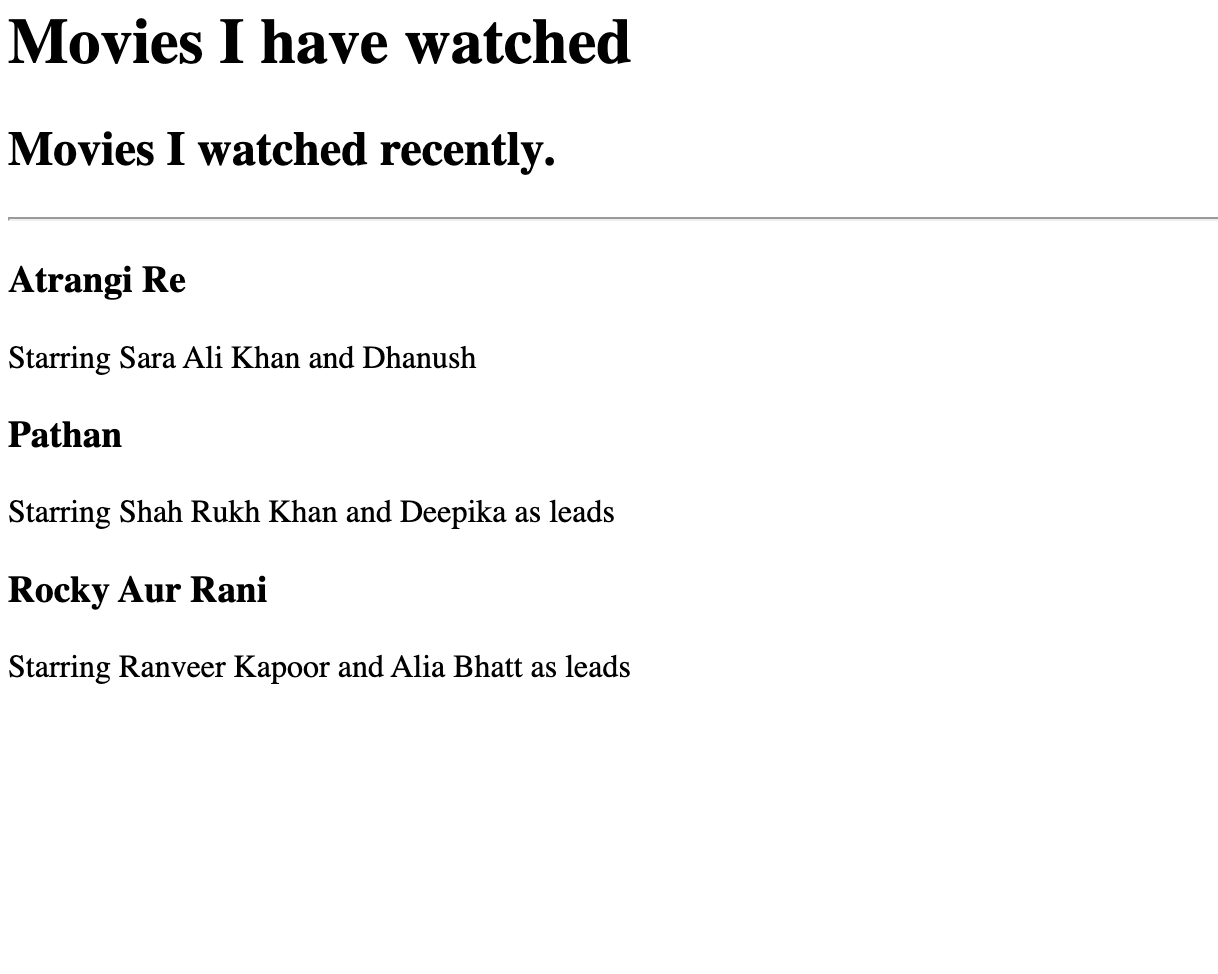 Movies I have watched
Movies I watched recently.
Atrangi Re
Starring Sara Ali Khan and Dhanush
Pathan
Starring Shah Rukh Khan and Deepika as leads
Rocky Aur Rani
Starring Ranveer Kapoor and Alia Bhatt as leads